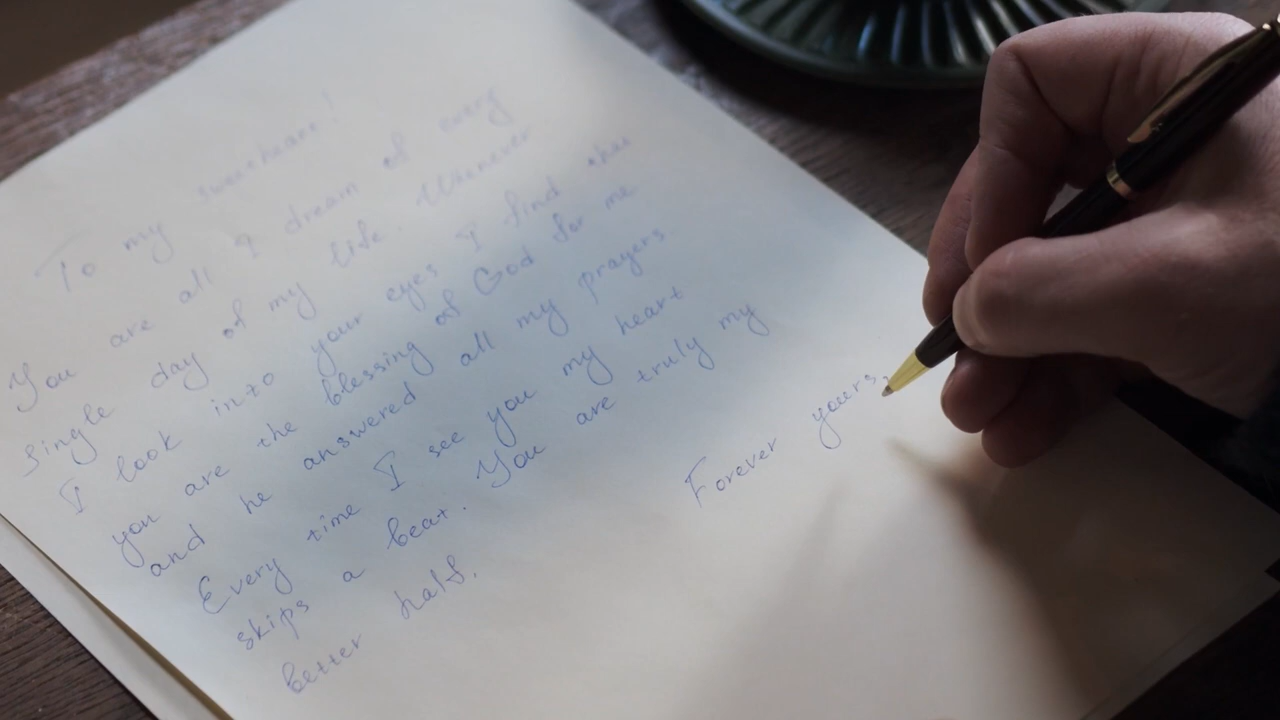 To my sweetheart!
You are all I dream of every
single day of my life. Whenever
I look into your eyes I find that
you are the blessing of God for me
and he answered all my prayers
Every time I see you my heart
skips a beat. You are truly my
better half.
Forever yours,